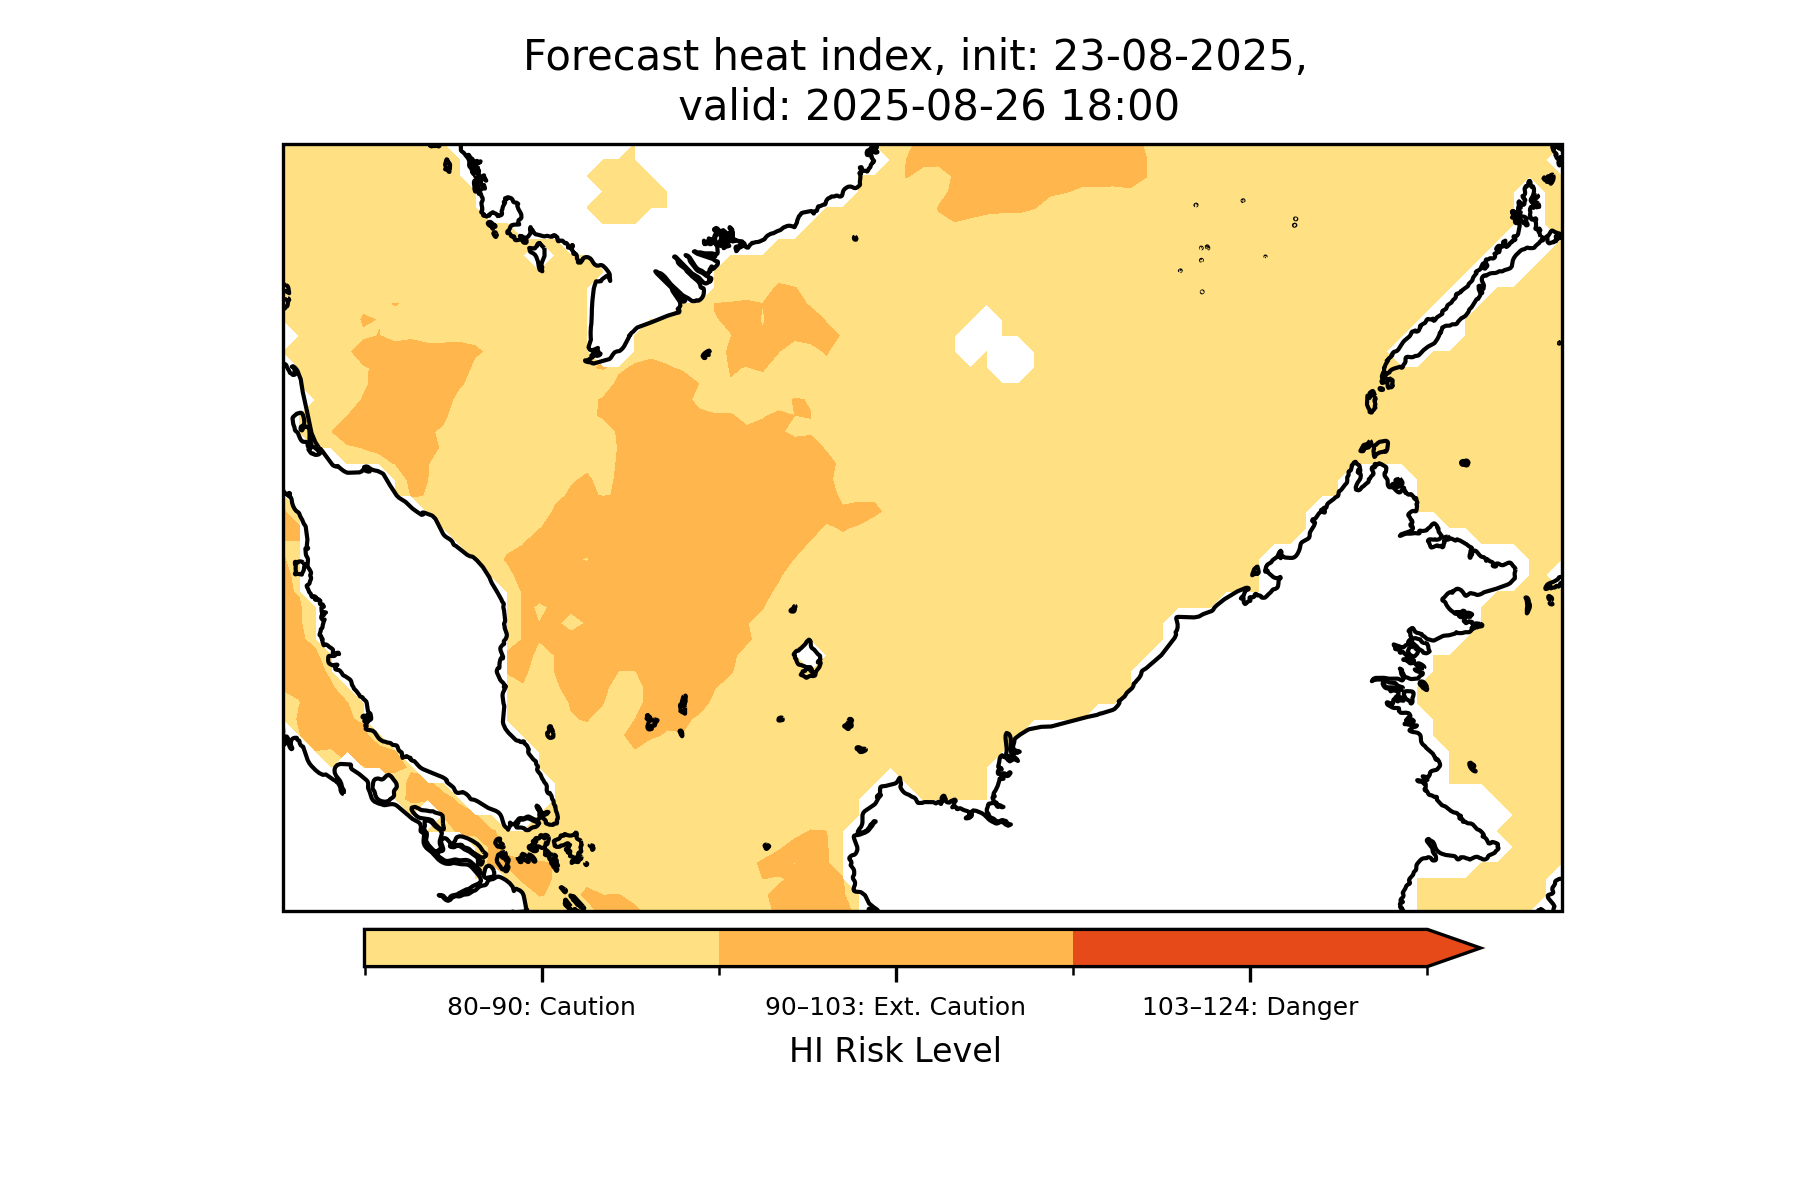 Forecast heat index, init: 23-08-2025,
valid: 2025-08-26 18:00
80–90: Caution
90–103: Ext. Caution
103–124: Danger
HI Risk Level